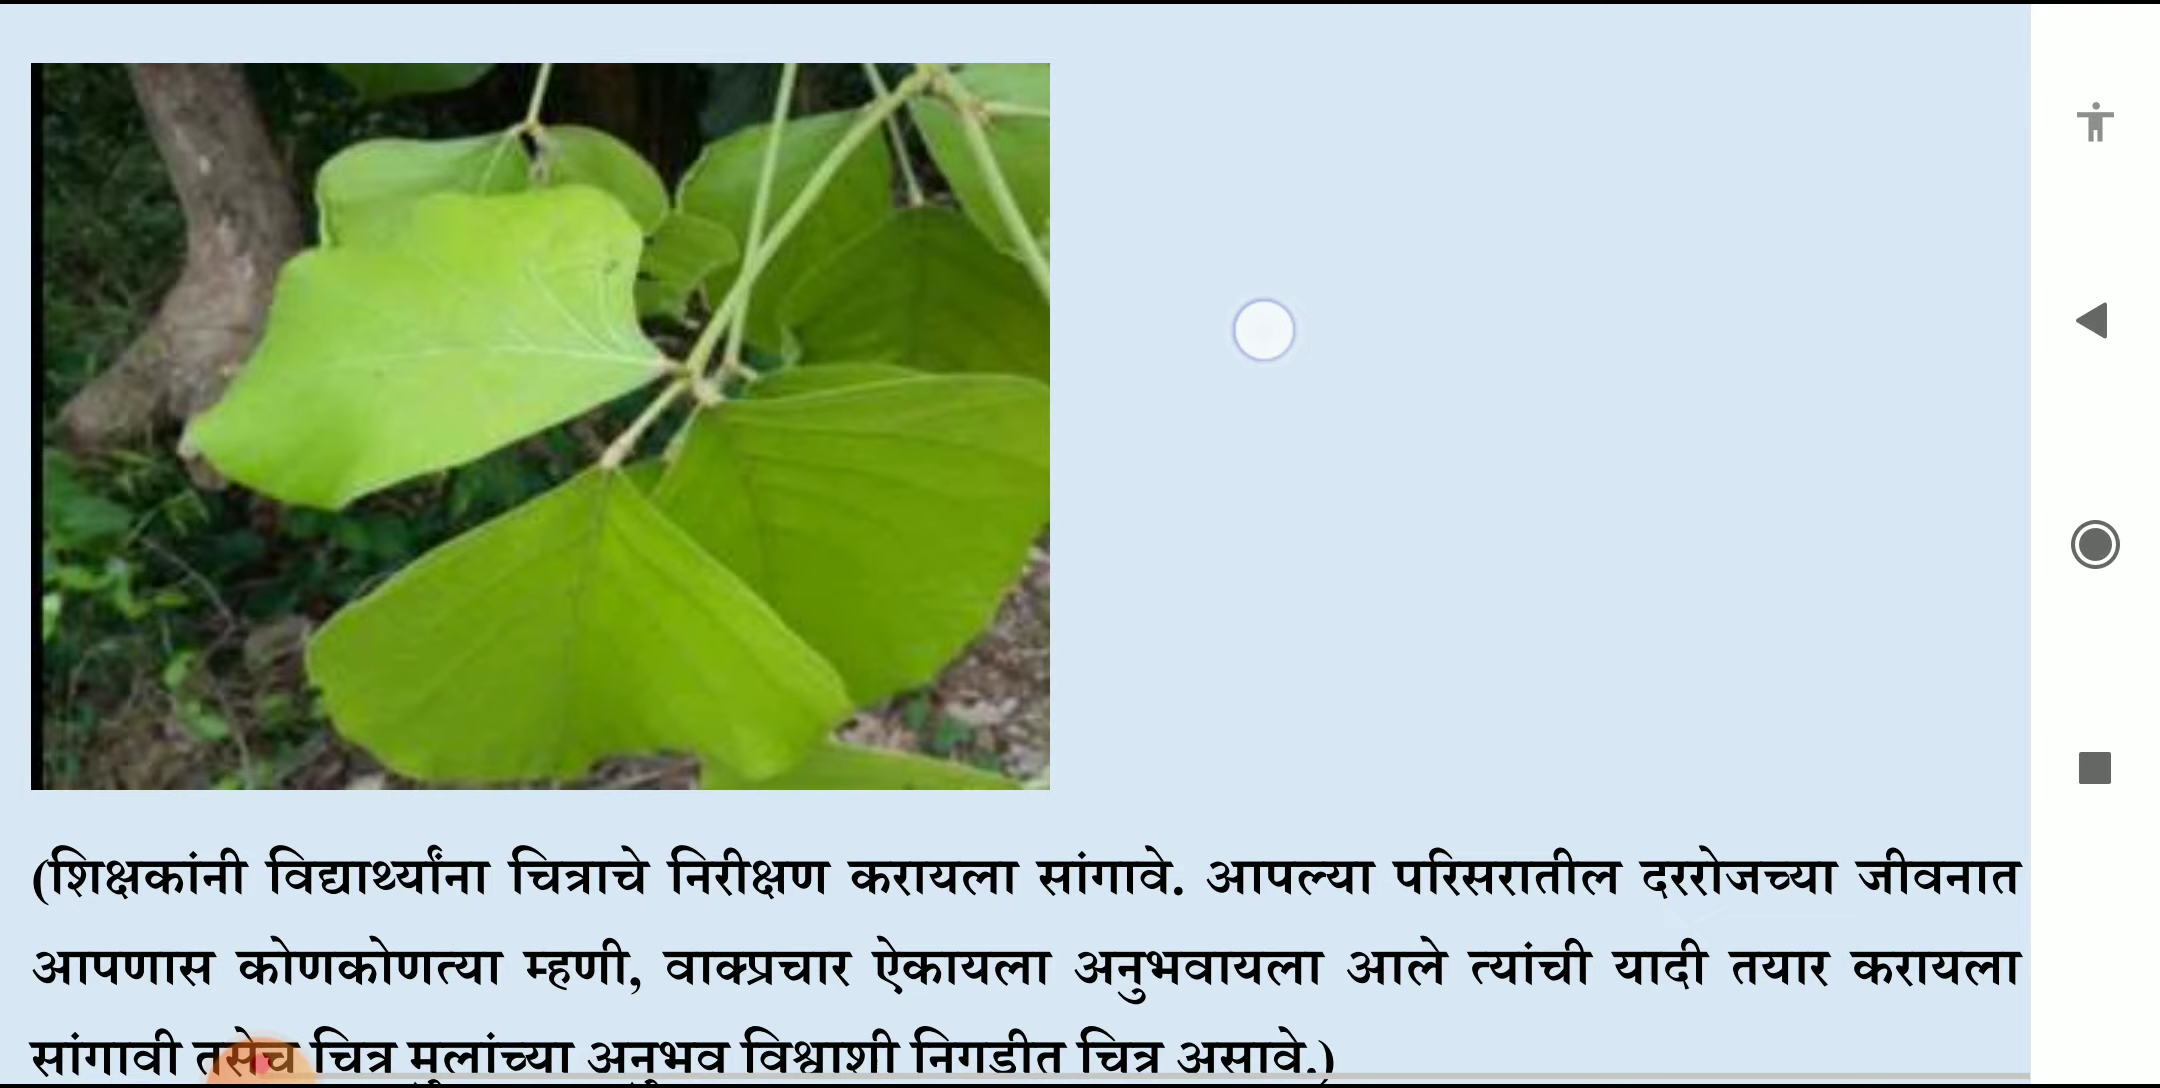 (शिक्षकांनी विद्यार्थ्यांना चित्राचे निरीक्षण करायला सांगावे. आपल्या परिसरातील दररोजच्या जीवनात
आपणास कोणकोणत्या म्हणी, वाक्प्रचार ऐकायला अनुभवायला आले त्यांची यादी तयार करायला
सांगावी तसेच चित्र मुलांच्या अनुभव विश्वाशी निगडीत चित्र असावे.)